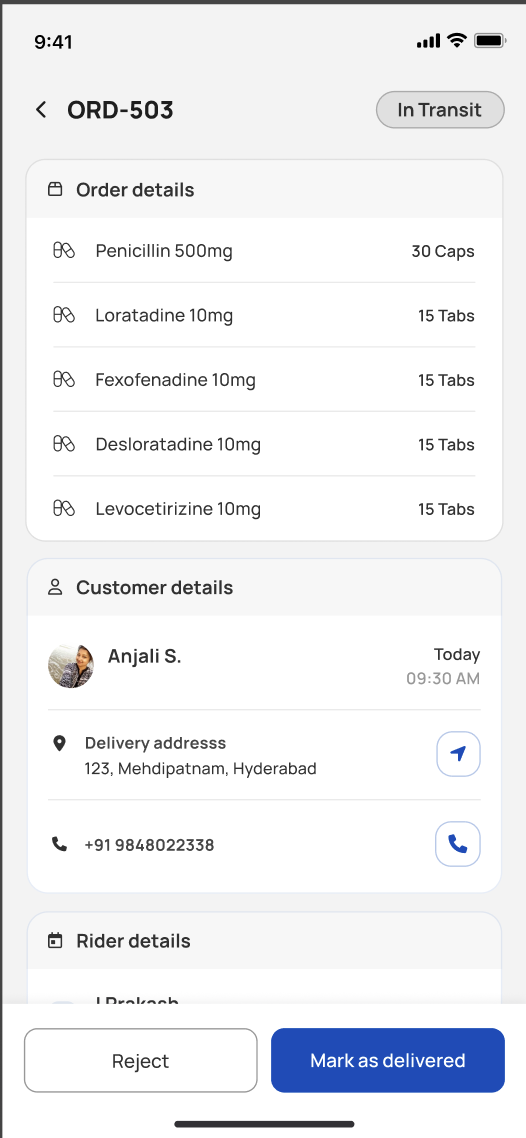 9:41
ORD-503
In Transit
Order details
Penicillin 500mg 30 Caps
Loratadine 10mg 15 Tabs
Fexofenadine 10mg 15 Tabs
Desloratadine 10mg 15 Tabs
Levocetirizine 10mg 15 Tabs
Customer details
Anjali S. Today
09:30 AM
Delivery addresss
123, Mehdipatnam, Hyderabad
+91 9848022338
Rider details
Prakash
Reject
Mark as delivered